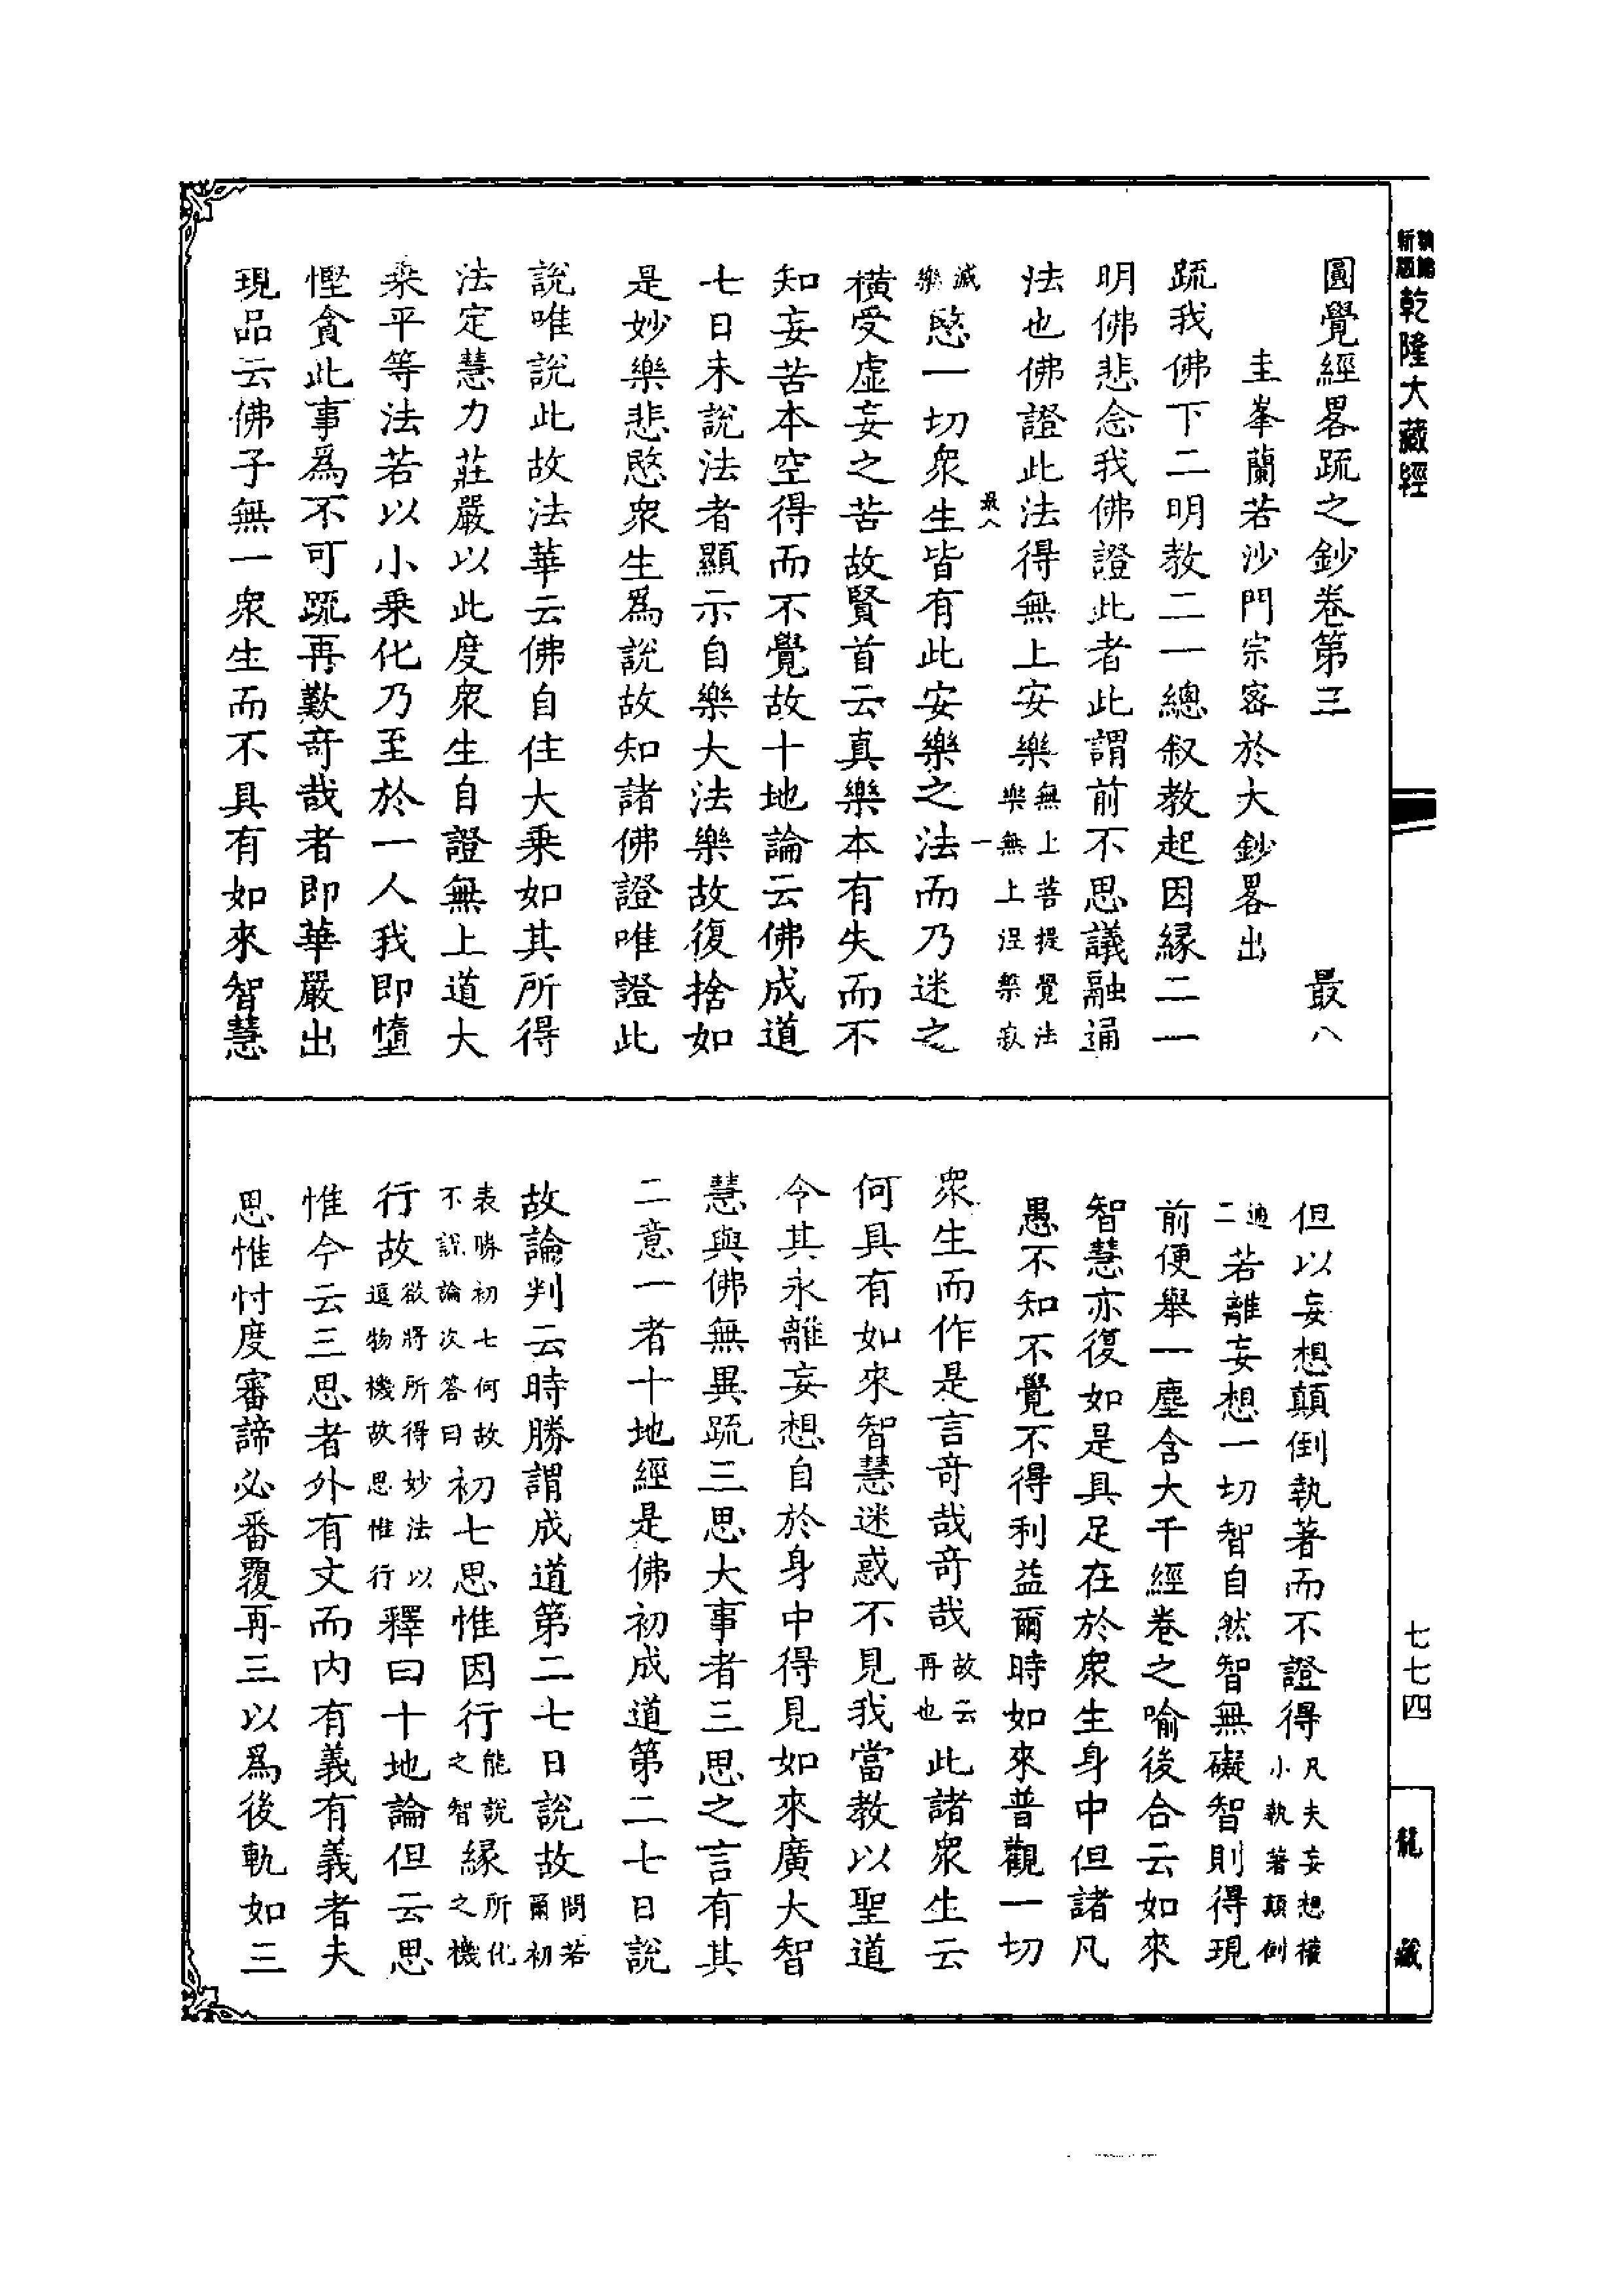 乾隆大藏經
圓覺經畧䟽之鈔卷第三 最八
圭峯蘭若沙門宗密於大鈔畧出
䟽我佛下二明教二一總叙教起因緣二一
明佛悲念我佛證此者此謂前不思議融通
法也佛證此法得無上安樂無上菩提覺法樂無上涅槃寂
最八 一
滅樂愍一切衆生皆有此安樂之法而乃迷之
橫受虛妄之苦故賢首云真樂本有失而不
知妄苦本空得而不覺故十地論云佛成道
七日未說法者顯示自樂大法樂故復捨如
是妙樂悲愍衆生爲說故知諸佛證唯證此
說唯說此故法華云佛自住大乘如其所得
法定慧力莊嚴以此度衆生自證無上道大
乘平等法若以小乘化乃至於一人我即墮
慳貪此事爲不可䟽再歎奇哉者即華嚴出
現品云佛子無一衆生而不具有如來智慧
但以妄想顛倒執著而不證得凡夫妄想權小執著顛倒
通二若離妄想一切智自然智無礙智則得現
前便舉一塵含大千經卷之喻後合云如來
智慧亦復如是具足在於衆生身中但諸凡
愚不知不覺不得利益爾時如來普觀一切
衆生而作是言奇哉奇哉故云再也此諸衆生云
何具有如來智慧迷惑不見我當教以聖道
令其永離妄想自於身中得見如來廣大智
慧與佛無異䟽三思大事者三思之言有其
二意一者十地經是佛初成道第二七日說
故論判云時勝謂成道第二七日說故問若爾初
表勝初七何故不說論次答曰初七思惟因行能說之智緣所化之機
行故欲將所得妙法以逗物機故思惟行釋曰十地論但云思
惟今云三思者外有文而內有義有義者夫
思惟忖度審諦必番覆再三以爲後軌如三
七七四
龍藏